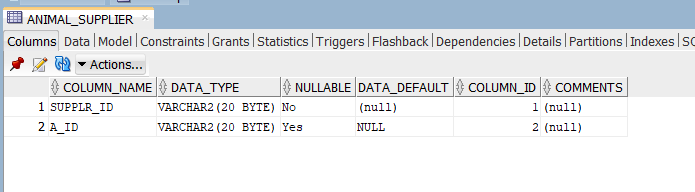 ANIMAL_SUPPLIER
Columns Data Model Constraints Grants Statistics Triggers Flashback Dependencies Details Partitions Indexes
Actions...
COLUMN_NAME DATA_TYPE NULLABLE DATA_DEFAULT COLUMN_ID COMMENTS
1 SUPPLR_ID VARCHAR2(20 BYTE) No (null) 1 (null)
2 A_ID VARCHAR2(20 BYTE) Yes NULL 2 (null)